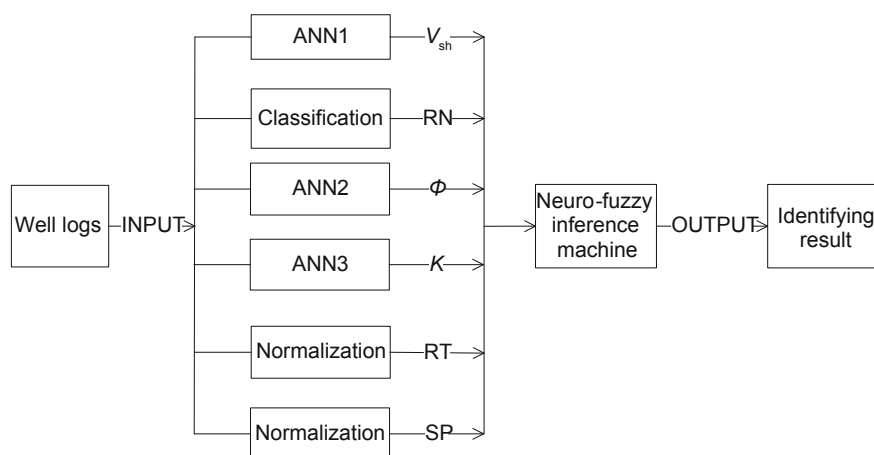 ANN1
V_sh
Classification
RN
ANN2
Φ
Well logs
INPUT
Neuro-fuzzy
inference
machine
OUTPUT
Identifying
result
ANN3
K
Normalization
RT
Normalization
SP